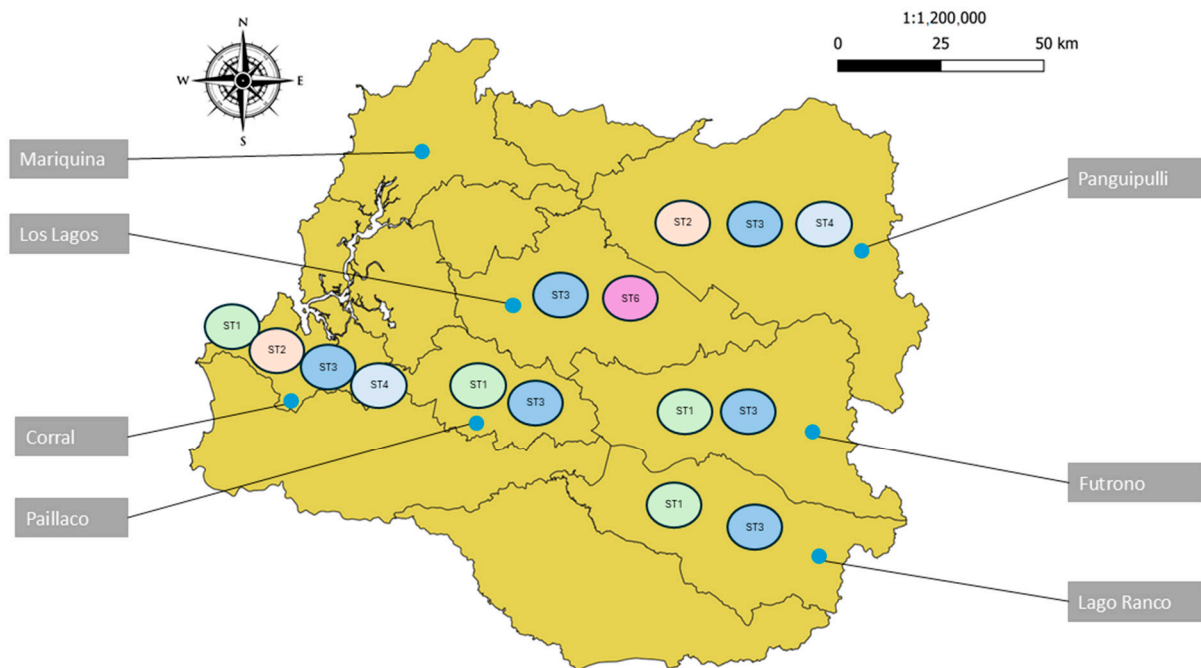 N
W E
S
1:1,200,000
0 25 50 km
Mariquina
Panguipulli
Los Lagos
ST2 ST3 ST4
ST3 ST6
ST1
ST2
ST3
ST4
ST1
ST3
ST1 ST3
Corral
Futrono
Paillaco
ST1
ST3
Lago Ranco